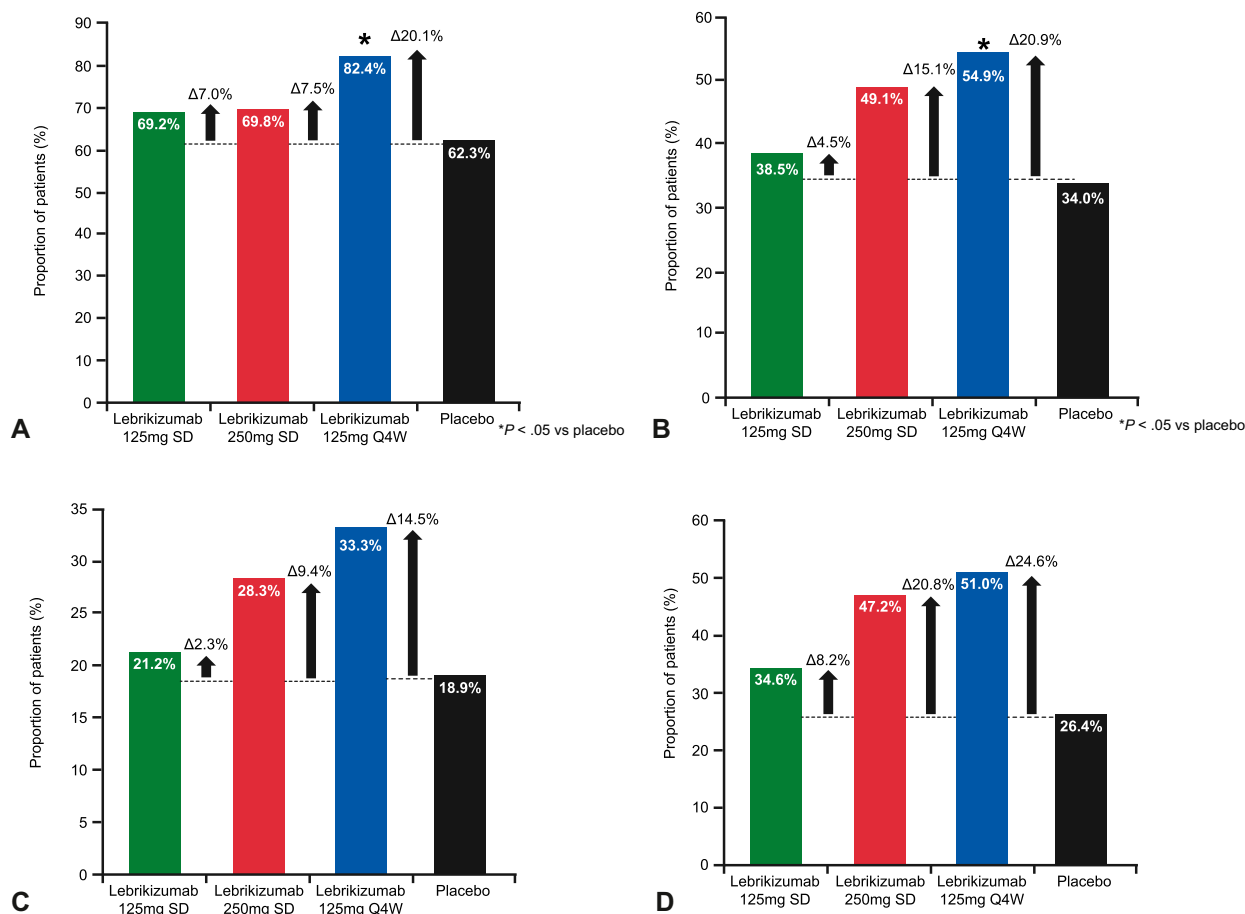 90
80
70
60
50
40
30
20
10
0
Proportion of patients (%)
69.2%
Δ7.0%
69.8%
Δ7.5%
*
82.4%
Δ20.1%
62.3%
Lebrikizumab
125mg SD
Lebrikizumab
250mg SD
Lebrikizumab
125mg Q4W
Placebo
*P < .05 vs placebo
A
60
50
40
30
20
10
0
Proportion of patients (%)
38.5%
Δ4.5%
49.1%
Δ15.1%
*
54.9%
Δ20.9%
34.0%
Lebrikizumab
125mg SD
Lebrikizumab
250mg SD
Lebrikizumab
125mg Q4W
Placebo
*P < .05 vs placebo
B
35
30
25
20
15
10
5
0
Proportion of patients (%)
21.2%
Δ2.3%
28.3%
Δ9.4%
33.3%
Δ14.5%
18.9%
Lebrikizumab
125mg SD
Lebrikizumab
250mg SD
Lebrikizumab
125mg Q4W
Placebo
C
60
50
40
30
20
10
0
Proportion of patients (%)
34.6%
Δ8.2%
47.2%
Δ20.8%
51.0%
Δ24.6%
26.4%
Lebrikizumab
125mg SD
Lebrikizumab
250mg SD
Lebrikizumab
125mg Q4W
Placebo
D